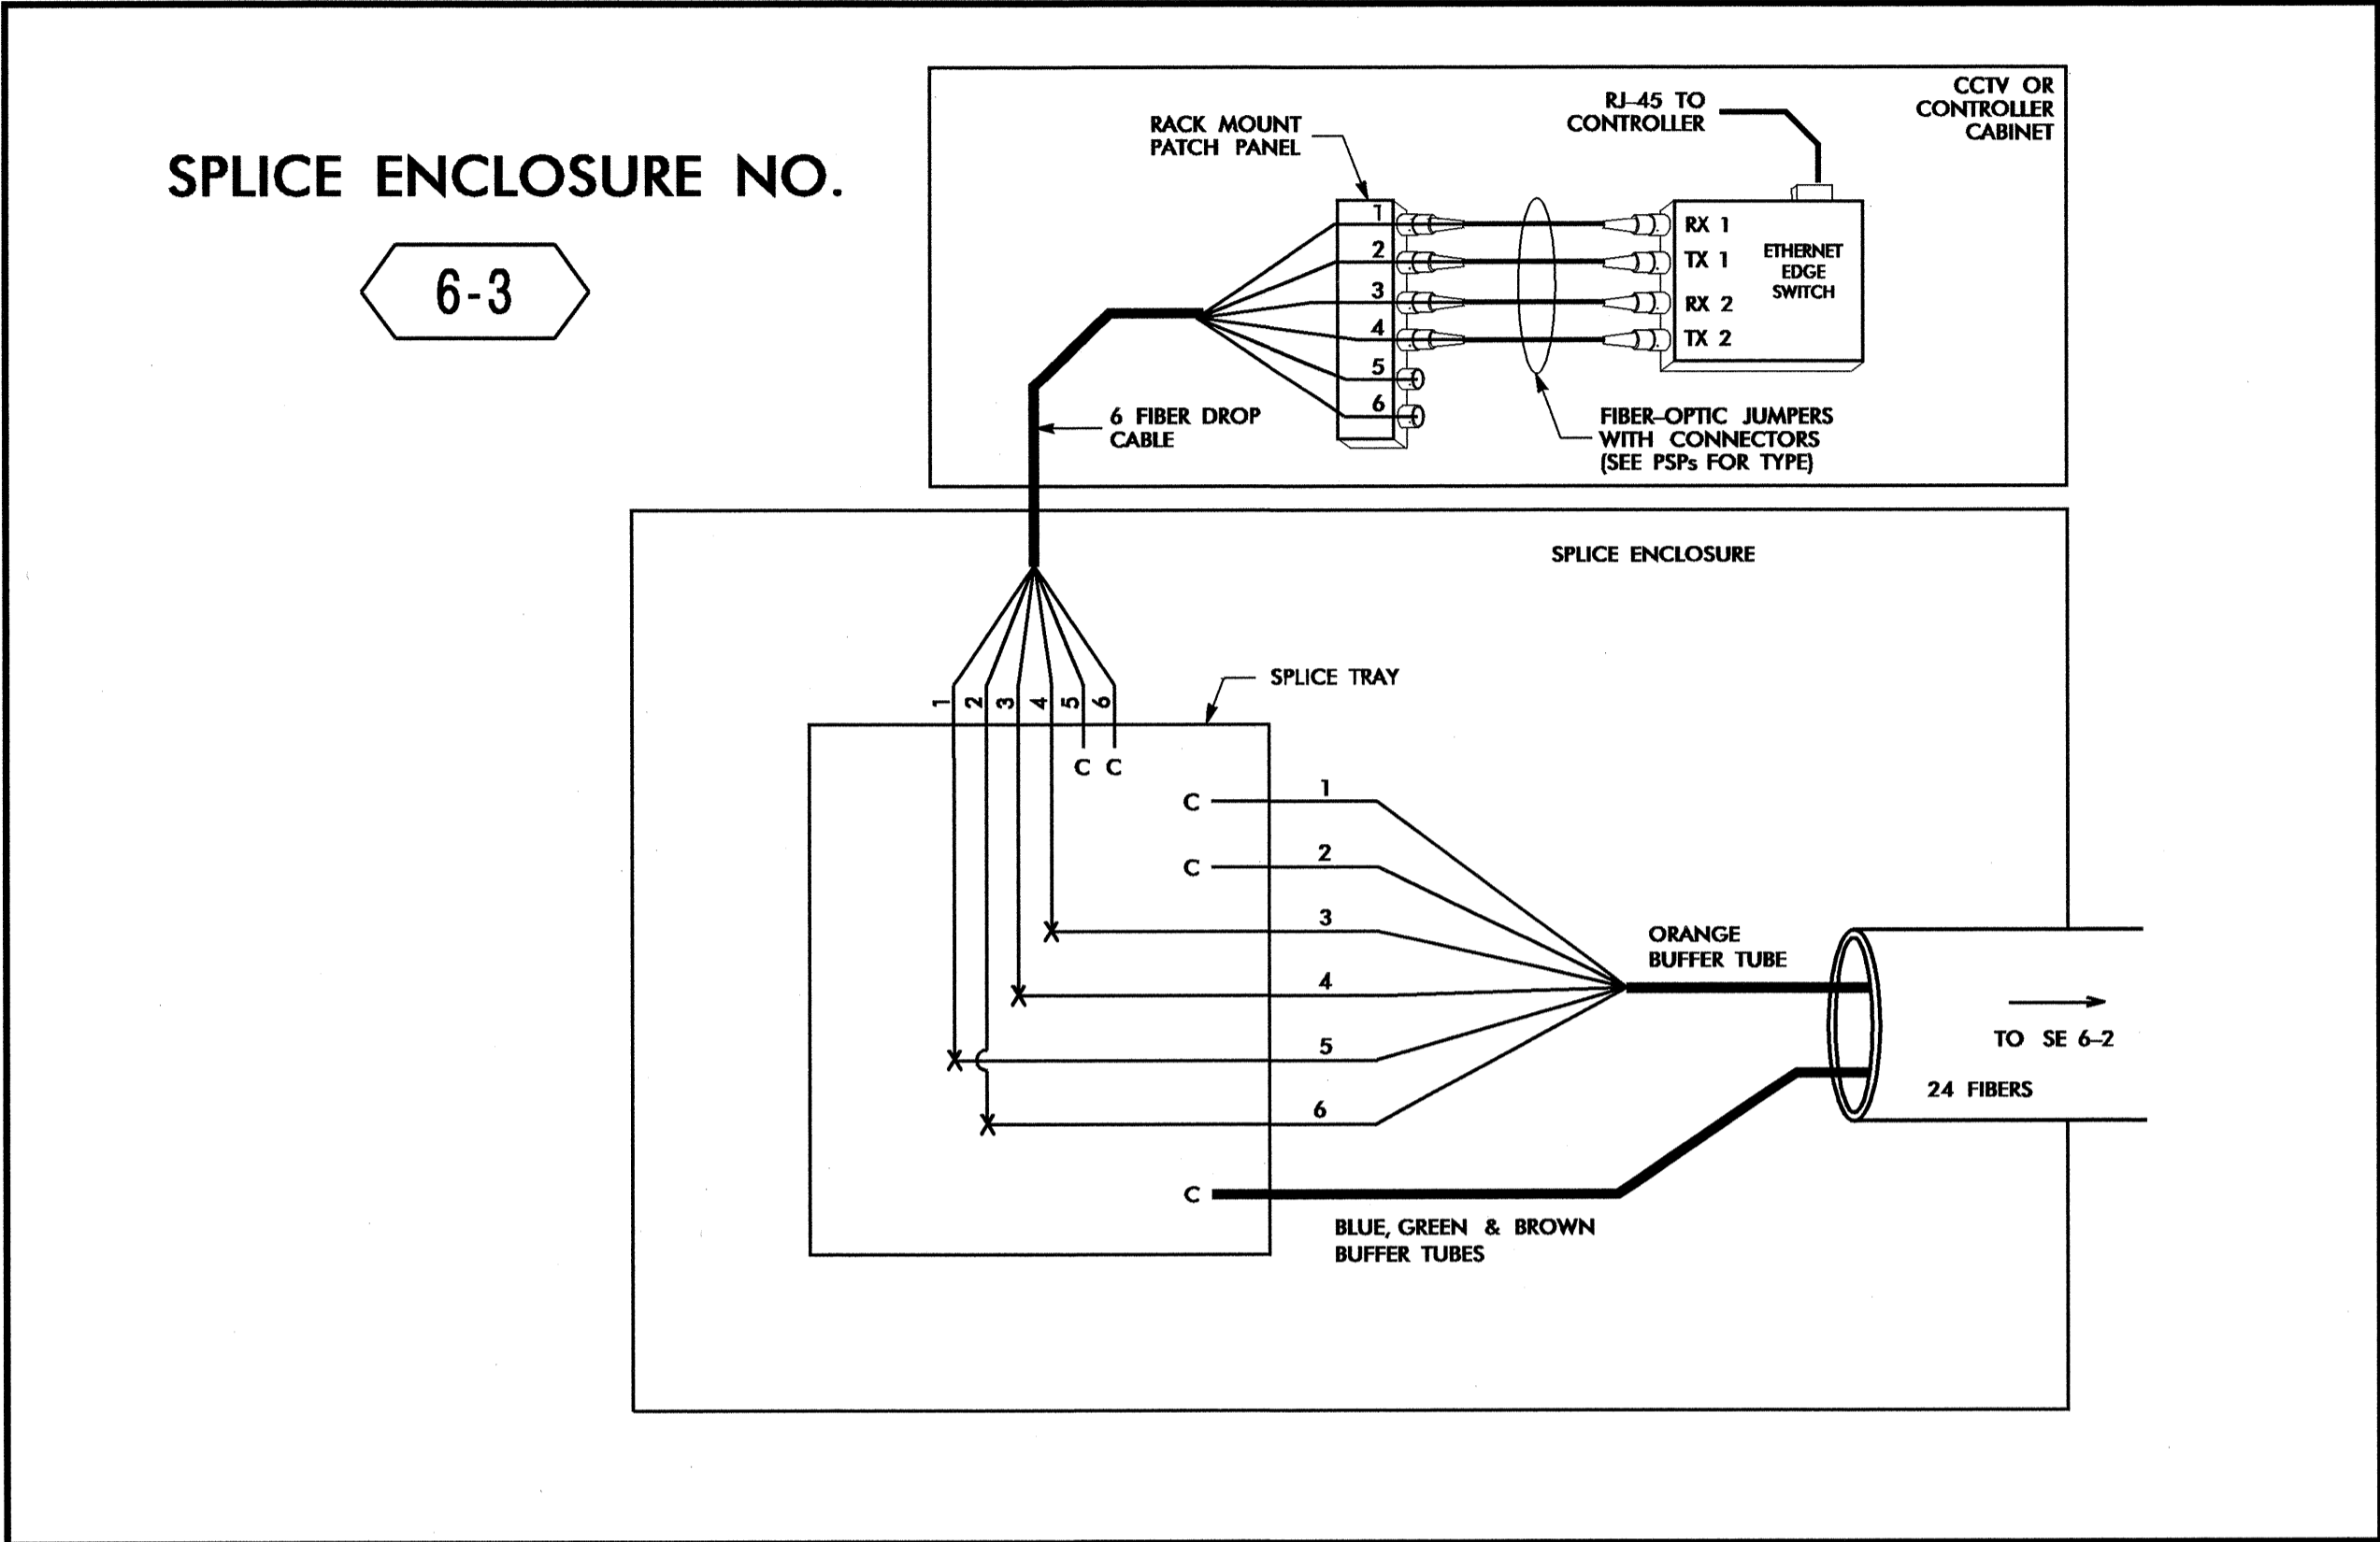 SPLICE ENCLOSURE NO.
6-3
CCTV OR
CONTROLLER
CABINET
RJ-45 TO
CONTROLLER
RACK MOUNT
PATCH PANEL
1
2
3
4
5
6
RX 1
TX 1
RX 2
TX 2
ETHERNET
EDGE
SWITCH
6 FIBER DROP
CABLE
FIBER-OPTIC JUMPERS
WITH CONNECTORS
(SEE PSPs FOR TYPE)
SPLICE ENCLOSURE
SPLICE TRAY
1
2
3
4
5
6
C C
C 1
C 2
3
4
5
6
C
ORANGE
BUFFER TUBE
TO SE 6-2
24 FIBERS
BLUE, GREEN & BROWN
BUFFER TUBES